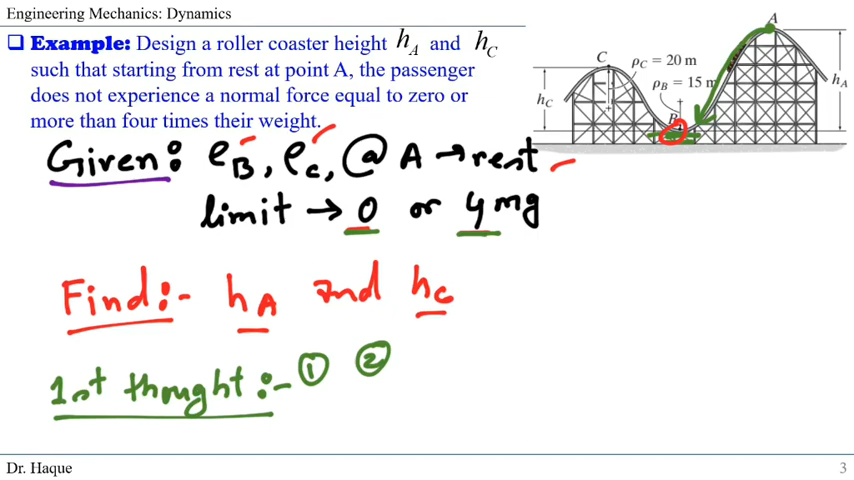 Engineering Mechanics: Dynamics
❑ Example: Design a roller coaster height h_A and h_C
such that starting from rest at point A, the passenger
does not experience a normal force equal to zero or
more than four times their weight.
A
C
ρ_C = 20 m
ρ_B = 15 m
h_C
B
h_A
Given: ρ_B, ρ_C, @ A → rest
limit → 0 or 4mg
Find:- h_A and h_C
1st thought:- ① ②
Dr. Haque
3